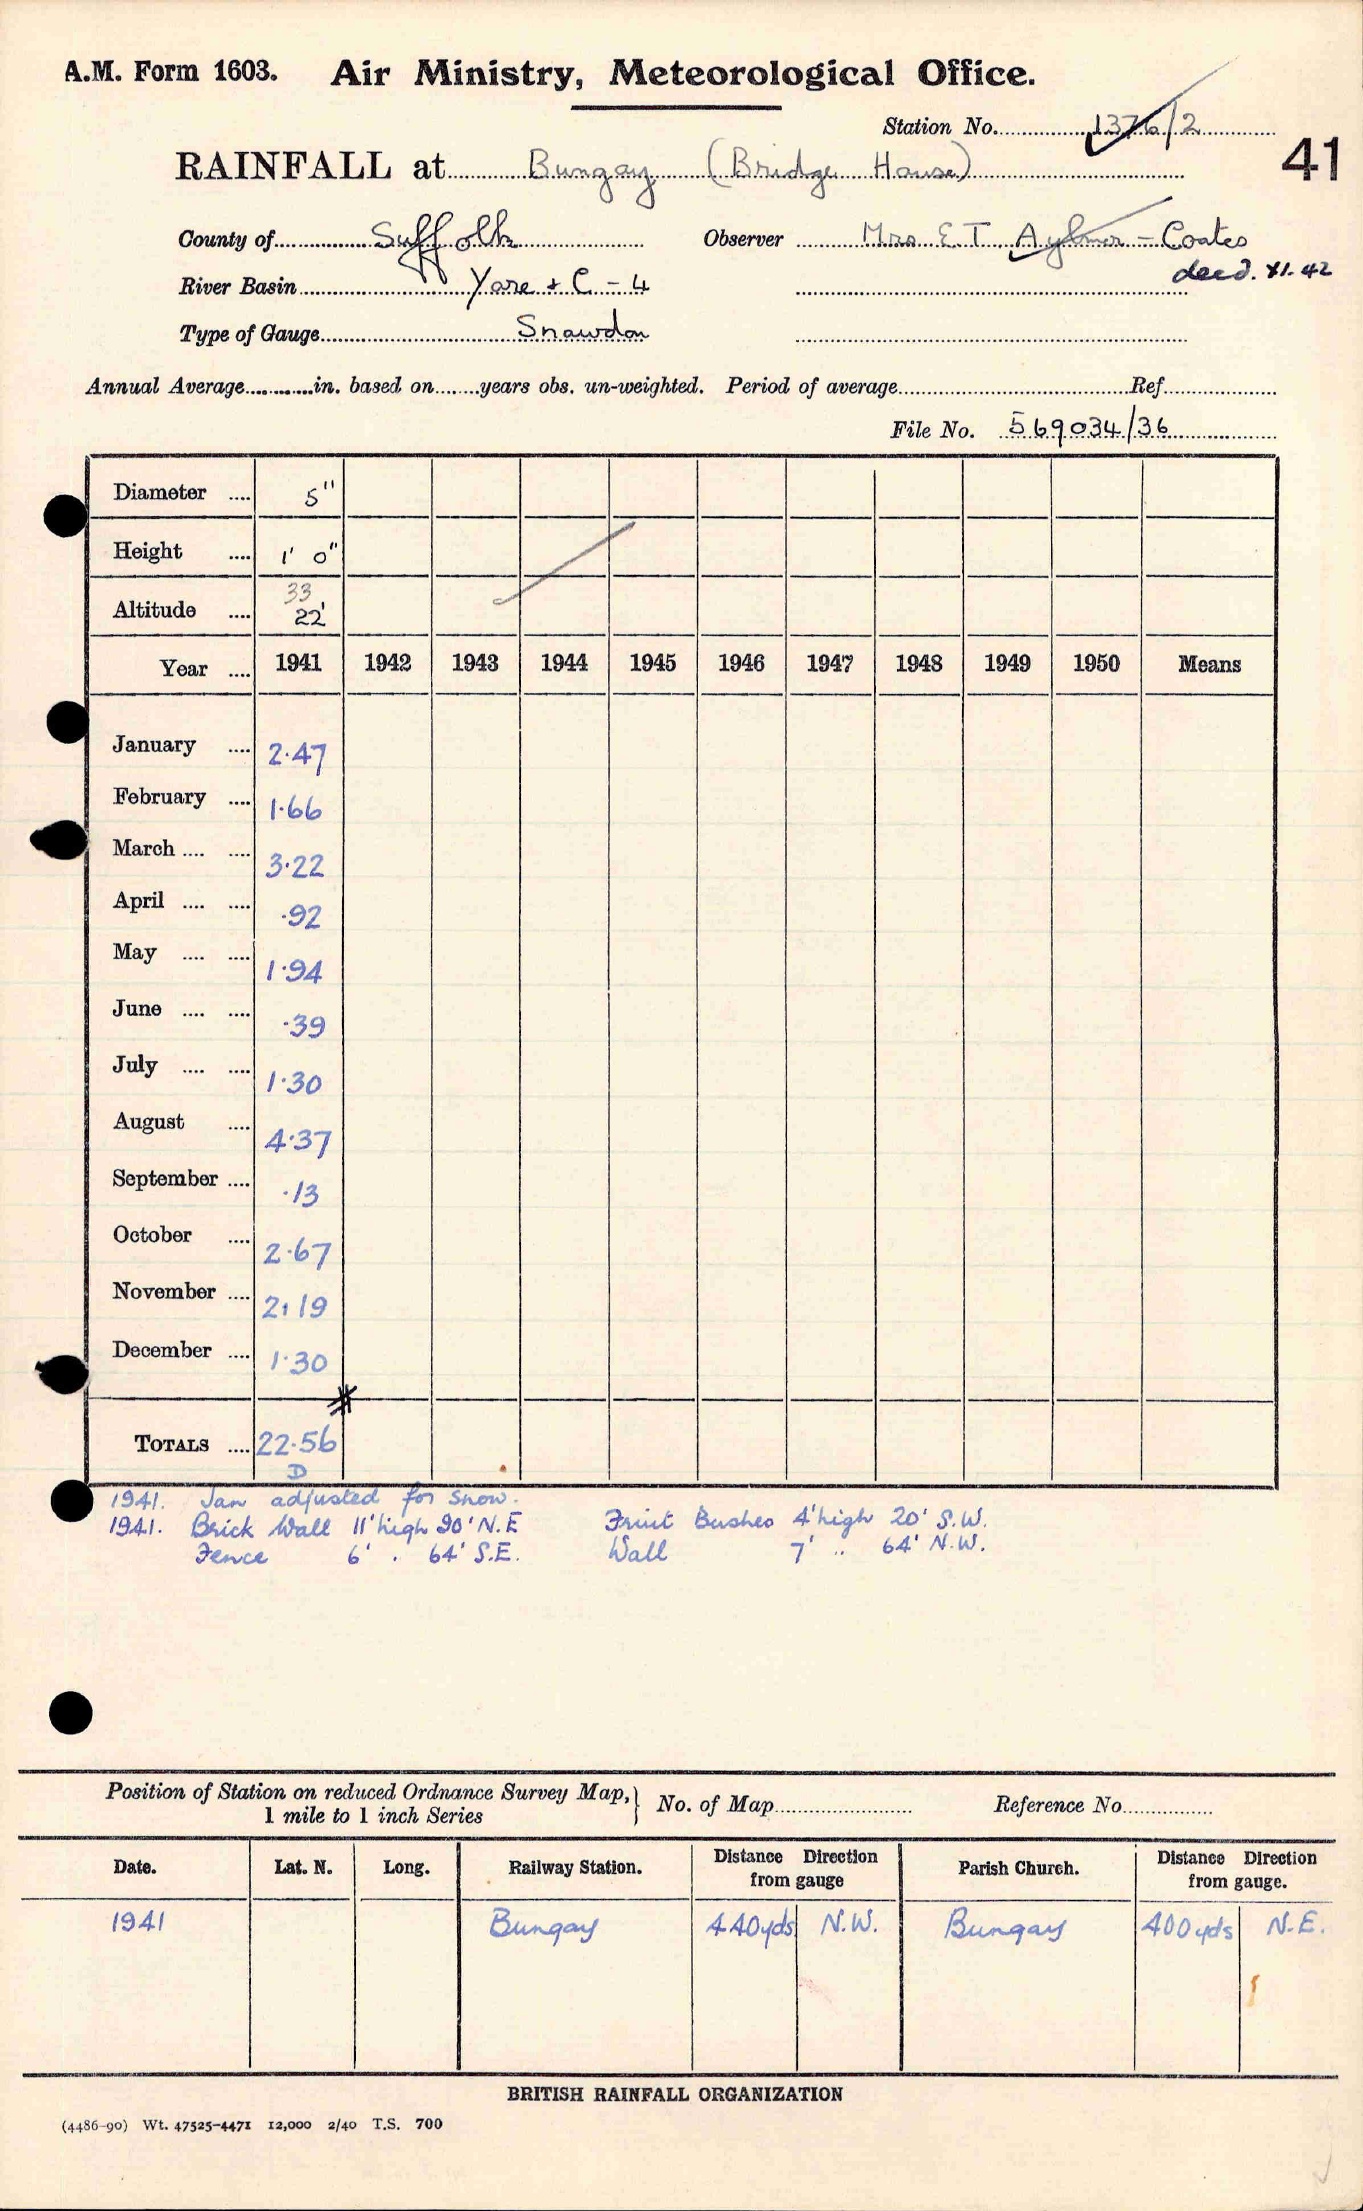 A.M. Form 1603. Air Ministry, Meteorological Office.
Station No. 1376/2
41
RAINFALL at Bungay (Bridge House)
County of Suffolk Observer Mrs E T Aylmer - Coates
decd. XI. 42
River Basin Yare + C - 4
Type of Gauge Snowdon
Annual Average in. based on years obs. un-weighted. Period of average Ref
File No. 569034/36
Diameter 5"
Height 1' 0"
33
Altitude 22'
Year 1941 1942 1943 1944 1945 1946 1947 1948 1949 1950 Means
January 2.47
February 1.66
March 3.22
April .92
May 1.94
June .39
July 1.30
August 4.37
September .13
October 2.67
November 2.19
December 1.30
TOTALS 22.56
D
1941. Jan adjusted for snow.
1941. Brick Wall 11' high 20' N.E Fruit Bushes 4' high 20' S.W.
Fence 6' " 64' S.E. Wall 7' " 64' N.W.
Position of Station on reduced Ordnance Survey Map, 1 mile to 1 inch Series } No. of Map Reference No
Date. Lat. N. Long. Railway Station. Distance Direction from gauge Parish Church. Distance Direction from gauge.
1941 Bungay 440yds N.W. Bungay 400yds N.E.
BRITISH RAINFALL ORGANIZATION
(4486-90) Wt. 47525-4471 12,000 2/40 T.S. 700